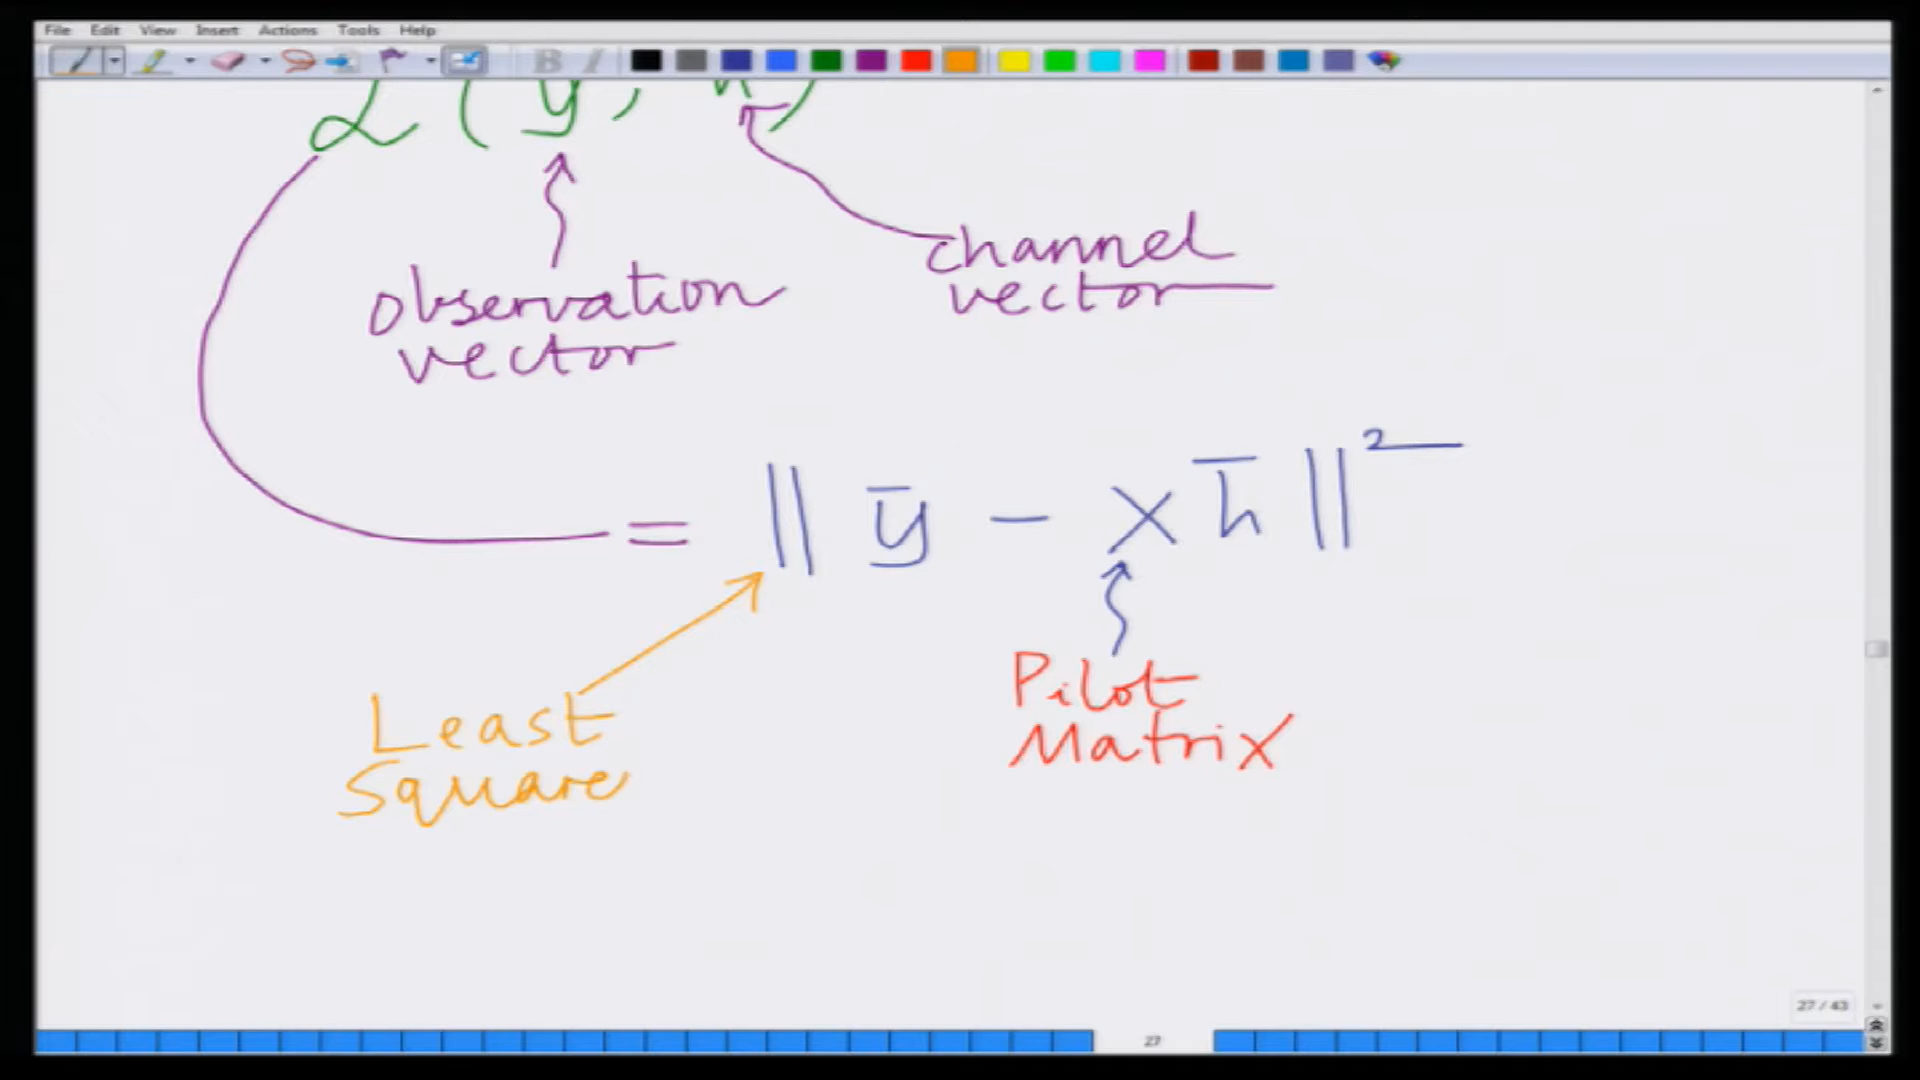 File Edit View Insert Actions Tools Help
B I
L ( y̅ ,
channel
vector
observation
vector
= || y̅ - X h̅ ||²
Pilot
Matrix
Least
Square
27 / 43
27